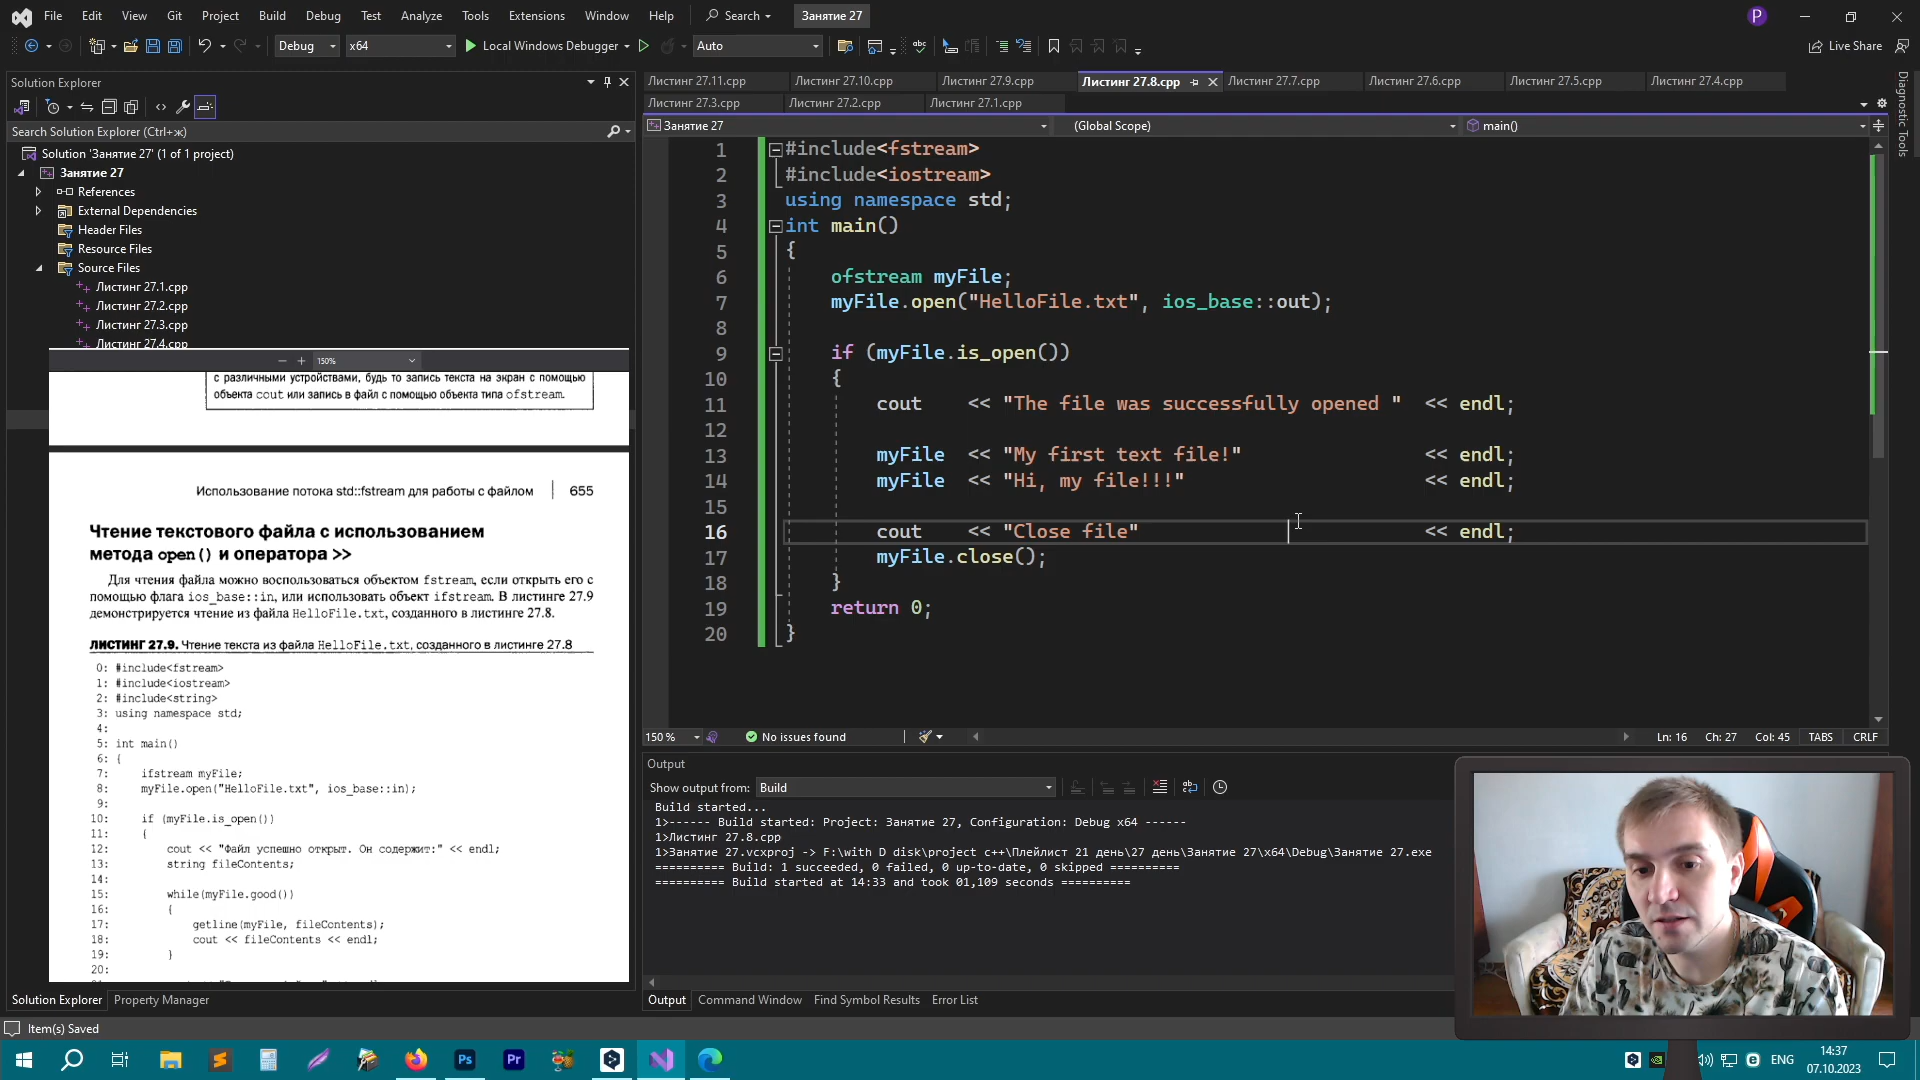 File Edit View Git Project Build Debug Test Analyze Tools Extensions Window Help Search Занятие 27 P
Debug x64 Local Windows Debugger Auto Live Share
Solution Explorer
Search Solution Explorer (Ctrl+ж)
Solution 'Занятие 27' (1 of 1 project)
Занятие 27
References
External Dependencies
Header Files
Resource Files
Source Files
Листинг 27.1.cpp
Листинг 27.2.cpp
Листинг 27.3.cpp
Листинг 27.4.cpp
150%
с различными устройствами, будь то запись текста на экран с помощью
объекта cout или запись в файл с помощью объекта типа ofstream.
Использование потока std::fstream для работы с файлом 655
Чтение текстового файла с использованием
метода open() и оператора >>
Для чтения файла можно воспользоваться объектом fstream, если открыть его с
помощью флага ios_base::in, или использовать объект ifstream. В листинге 27.9
демонстрируется чтение из файла HelloFile.txt, созданного в листинге 27.8.
ЛИСТИНГ 27.9. Чтение текста из файла HelloFile.txt, созданного в листинге 27.8
0: #include<fstream>
1: #include<iostream>
2: #include<string>
3: using namespace std;
4:
5: int main()
6: {
7: ifstream myFile;
8: myFile.open("HelloFile.txt", ios_base::in);
9:
10: if (myFile.is_open())
11: {
12: cout << "Файл успешно открыт. Он содержит:" << endl;
13: string fileContents;
14:
15: while(myFile.good())
16: {
17: getline(myFile, fileContents);
18: cout << fileContents << endl;
19: }
20:
Solution Explorer Property Manager
Листинг 27.11.cpp Листинг 27.10.cpp Листинг 27.9.cpp Листинг 27.8.cpp Листинг 27.7.cpp Листинг 27.6.cpp Листинг 27.5.cpp Листинг 27.4.cpp
Листинг 27.3.cpp Листинг 27.2.cpp Листинг 27.1.cpp
Занятие 27 (Global Scope) main()
Diagnostic Tools
1 #include<fstream>
2 #include<iostream>
3 using namespace std;
4 int main()
5 {
6 ofstream myFile;
7 myFile.open("HelloFile.txt", ios_base::out);
8
9 if (myFile.is_open())
10 {
11 cout << "The file was successfully opened " << endl;
12
13 myFile << "My first text file!" << endl;
14 myFile << "Hi, my file!!!" << endl;
15
16 cout << "Close file" << endl;
17 myFile.close();
18 }
19 return 0;
20 }
150 % No issues found Ln: 16 Ch: 27 Col: 45 TABS CRLF
Output
Show output from: Build
Build started...
1>------ Build started: Project: Занятие 27, Configuration: Debug x64 ------
1>Листинг 27.8.cpp
1>Занятие 27.vcxproj -> F:\with D disk\project c++\Плейлист 21 день\27 день\Занятие 27\x64\Debug\Занятие 27.exe
========== Build: 1 succeeded, 0 failed, 0 up-to-date, 0 skipped ==========
========== Build started at 14:33 and took 01,109 seconds ==========
Output Command Window Find Symbol Results Error List
Item(s) Saved
Ps Pr
ENG 14:37
07.10.2023